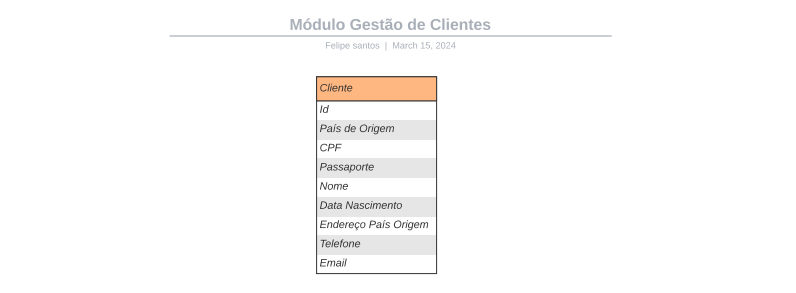 Módulo Gestão de Clientes
Felipe santos | March 15, 2024
Cliente
Id
País de Origem
CPF
Passaporte
Nome
Data Nascimento
Endereço País Origem
Telefone
Email